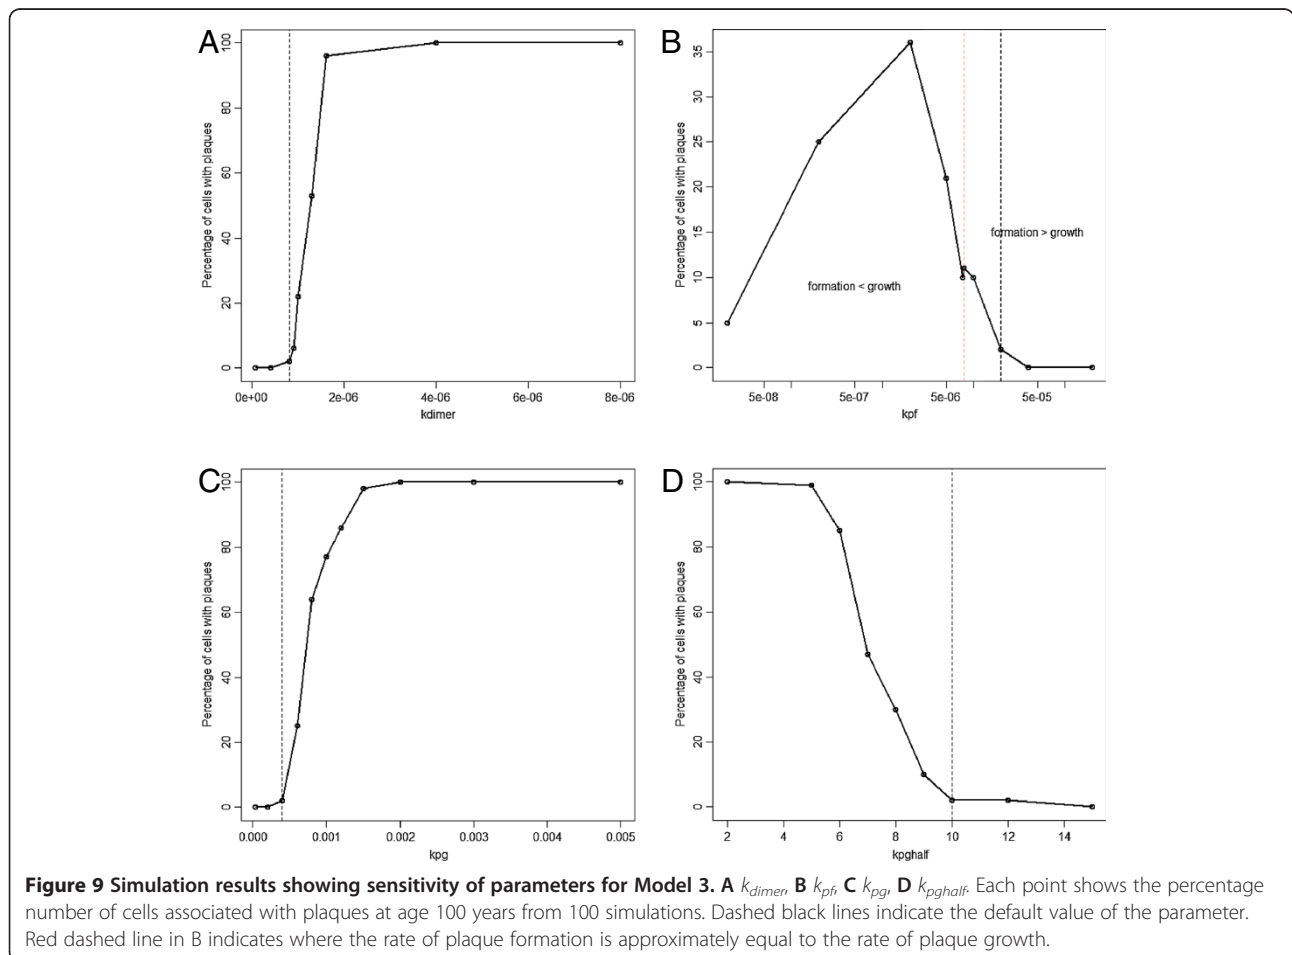 A
Percentage of cells with plaques
100
80
60
40
20
0
0e+00 2e-06 4e-06 6e-06 8e-06
kdimer
B
Percentage of cells with plaques
35
30
25
20
15
10
5
0
formation < growth
formation > growth
5e-08 5e-07 5e-06 5e-05
kpf
C
Percentage of cells with plaques
100
80
60
40
20
0
0.000 0.001 0.002 0.003 0.004 0.005
kpg
D
Percentage of cells with plaques
100
80
60
40
20
0
2 4 6 8 10 12 14
kpghalf
Figure 9 Simulation results showing sensitivity of parameters for Model 3. A kdimer, B kpf, C kpg, D kpghalf. Each point shows the percentage
number of cells associated with plaques at age 100 years from 100 simulations. Dashed black lines indicate the default value of the parameter.
Red dashed line in B indicates where the rate of plaque formation is approximately equal to the rate of plaque growth.